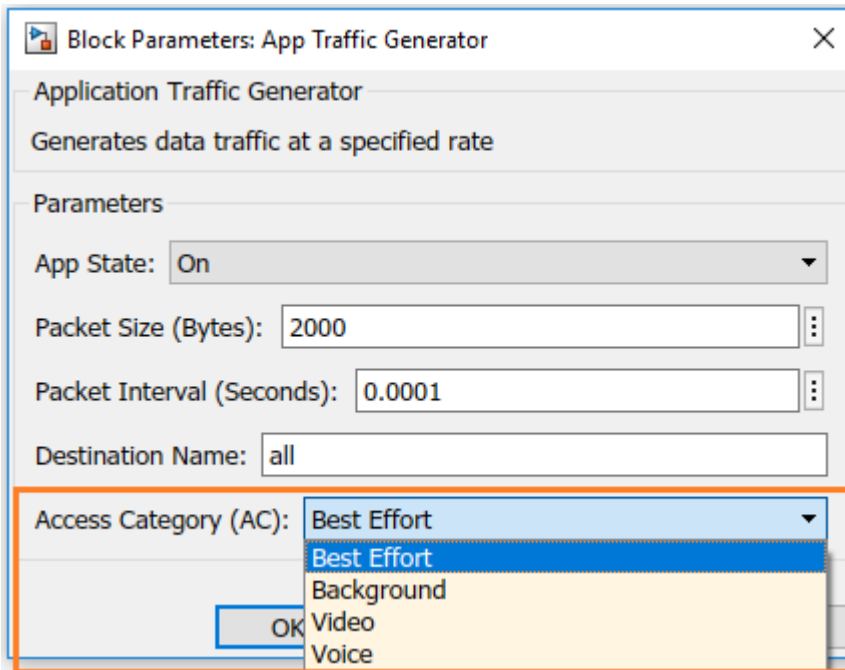 Block Parameters: App Traffic Generator
Application Traffic Generator
Generates data traffic at a specified rate
Parameters
App State: On
Packet Size (Bytes): 2000
Packet Interval (Seconds): 0.0001
Destination Name: all
Access Category (AC): Best Effort
Best Effort
Background
Video
OK
Voice